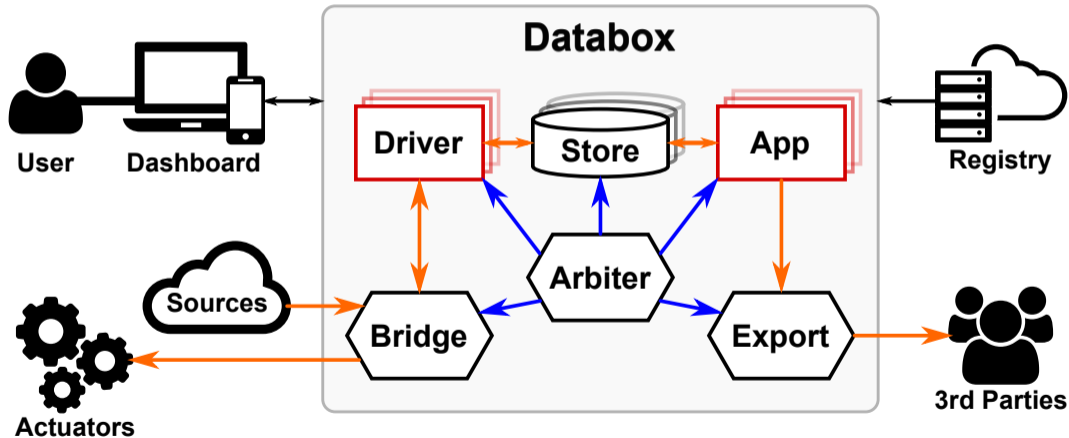 Databox
Driver
Store
App
User
Dashboard
Registry
Sources
Arbiter
Bridge
Export
Actuators
3rd Parties